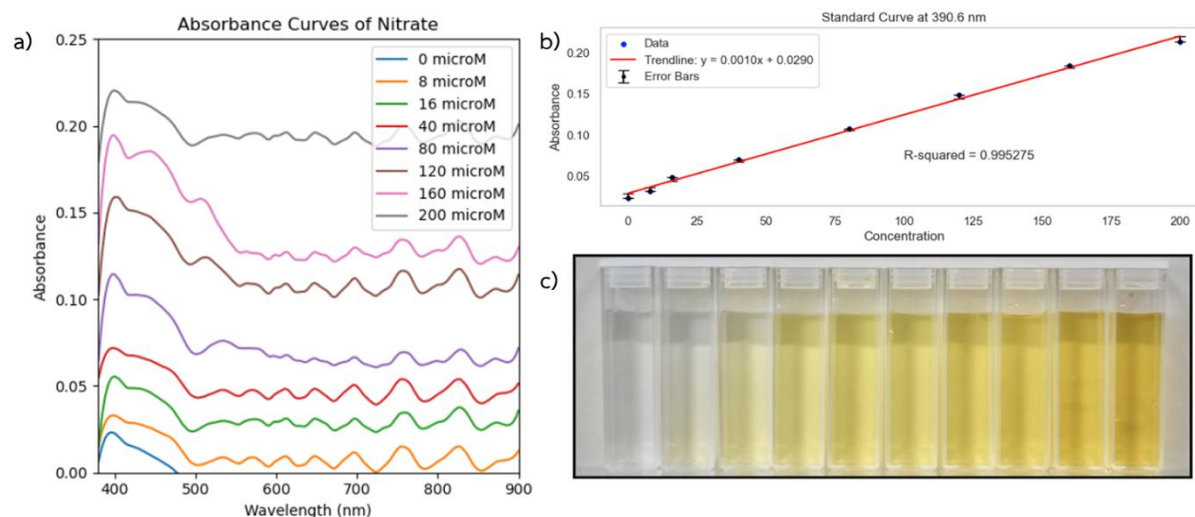 a)
Absorbance Curves of Nitrate
Absorbance
0.25
0.20
0.15
0.10
0.05
0.00
0 microM
8 microM
16 microM
40 microM
80 microM
120 microM
160 microM
200 microM
400 500 600 700 800 900
Wavelength (nm)
b)
Standard Curve at 390.6 nm
Absorbance
0.20
0.15
0.10
0.05
Data
Trendline: y = 0.0010x + 0.0290
Error Bars
R-squared = 0.995275
0 25 50 75 100 125 150 175 200
Concentration
c)